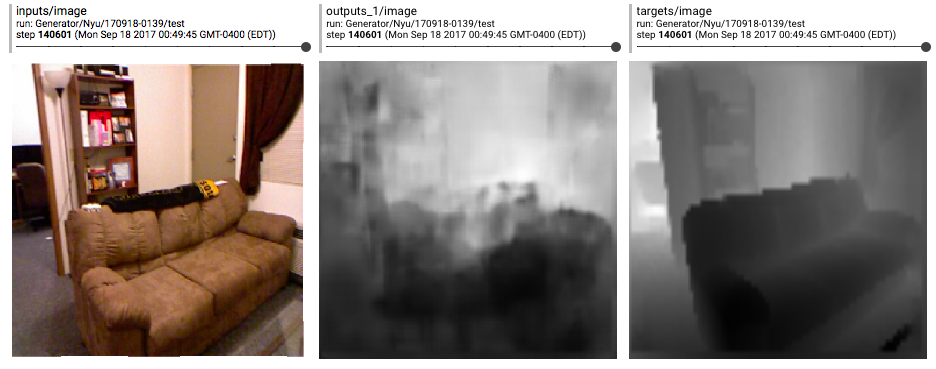 inputs/image
run: Generator/Nyu/170918-0139/test
step 140601 (Mon Sep 18 2017 00:49:45 GMT-0400 (EDT))
outputs_1/image
run: Generator/Nyu/170918-0139/test
step 140601 (Mon Sep 18 2017 00:49:45 GMT-0400 (EDT))
targets/image
run: Generator/Nyu/170918-0139/test
step 140601 (Mon Sep 18 2017 00:49:45 GMT-0400 (EDT))